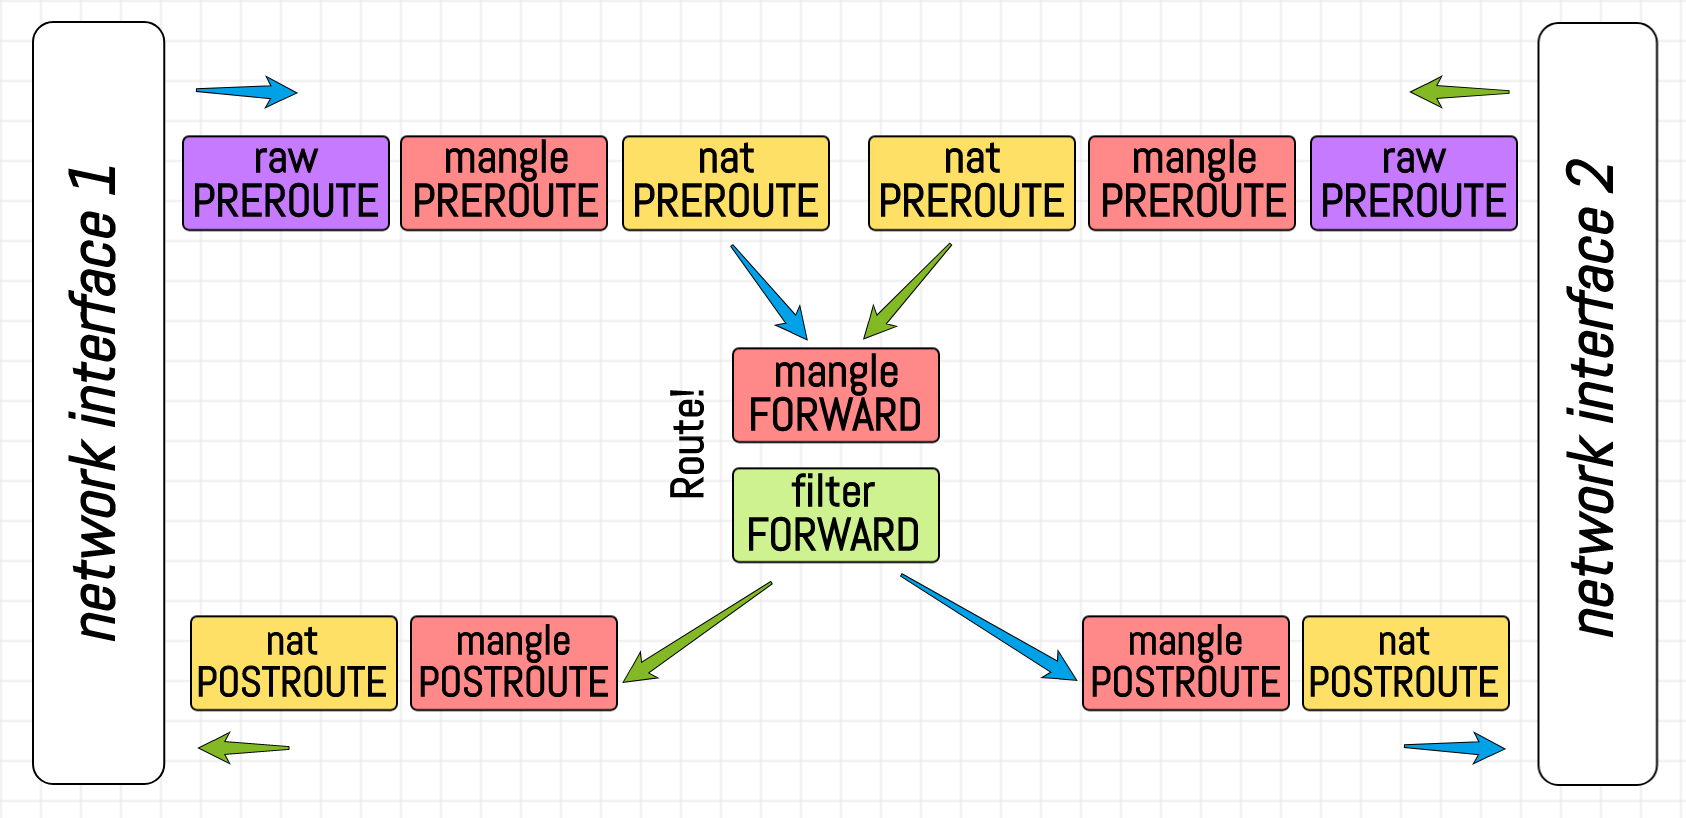 network interface 1
raw
PREROUTE
mangle
PREROUTE
nat
PREROUTE
nat
PREROUTE
mangle
PREROUTE
raw
PREROUTE
network interface 2
Route!
mangle
FORWARD
filter
FORWARD
nat
POSTROUTE
mangle
POSTROUTE
mangle
POSTROUTE
nat
POSTROUTE